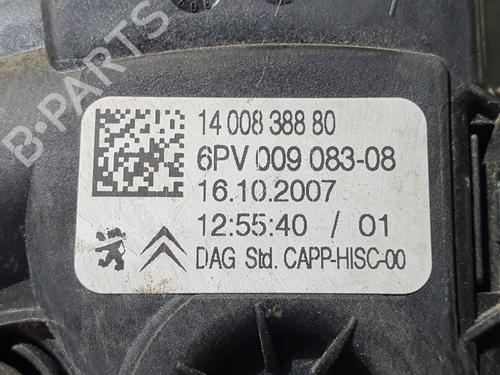 B-PARTS
14 008 388 80
6PV 009 083-08
16.10.2007
12:55:40 / 01
DAG Std. CAPP-HISC-00